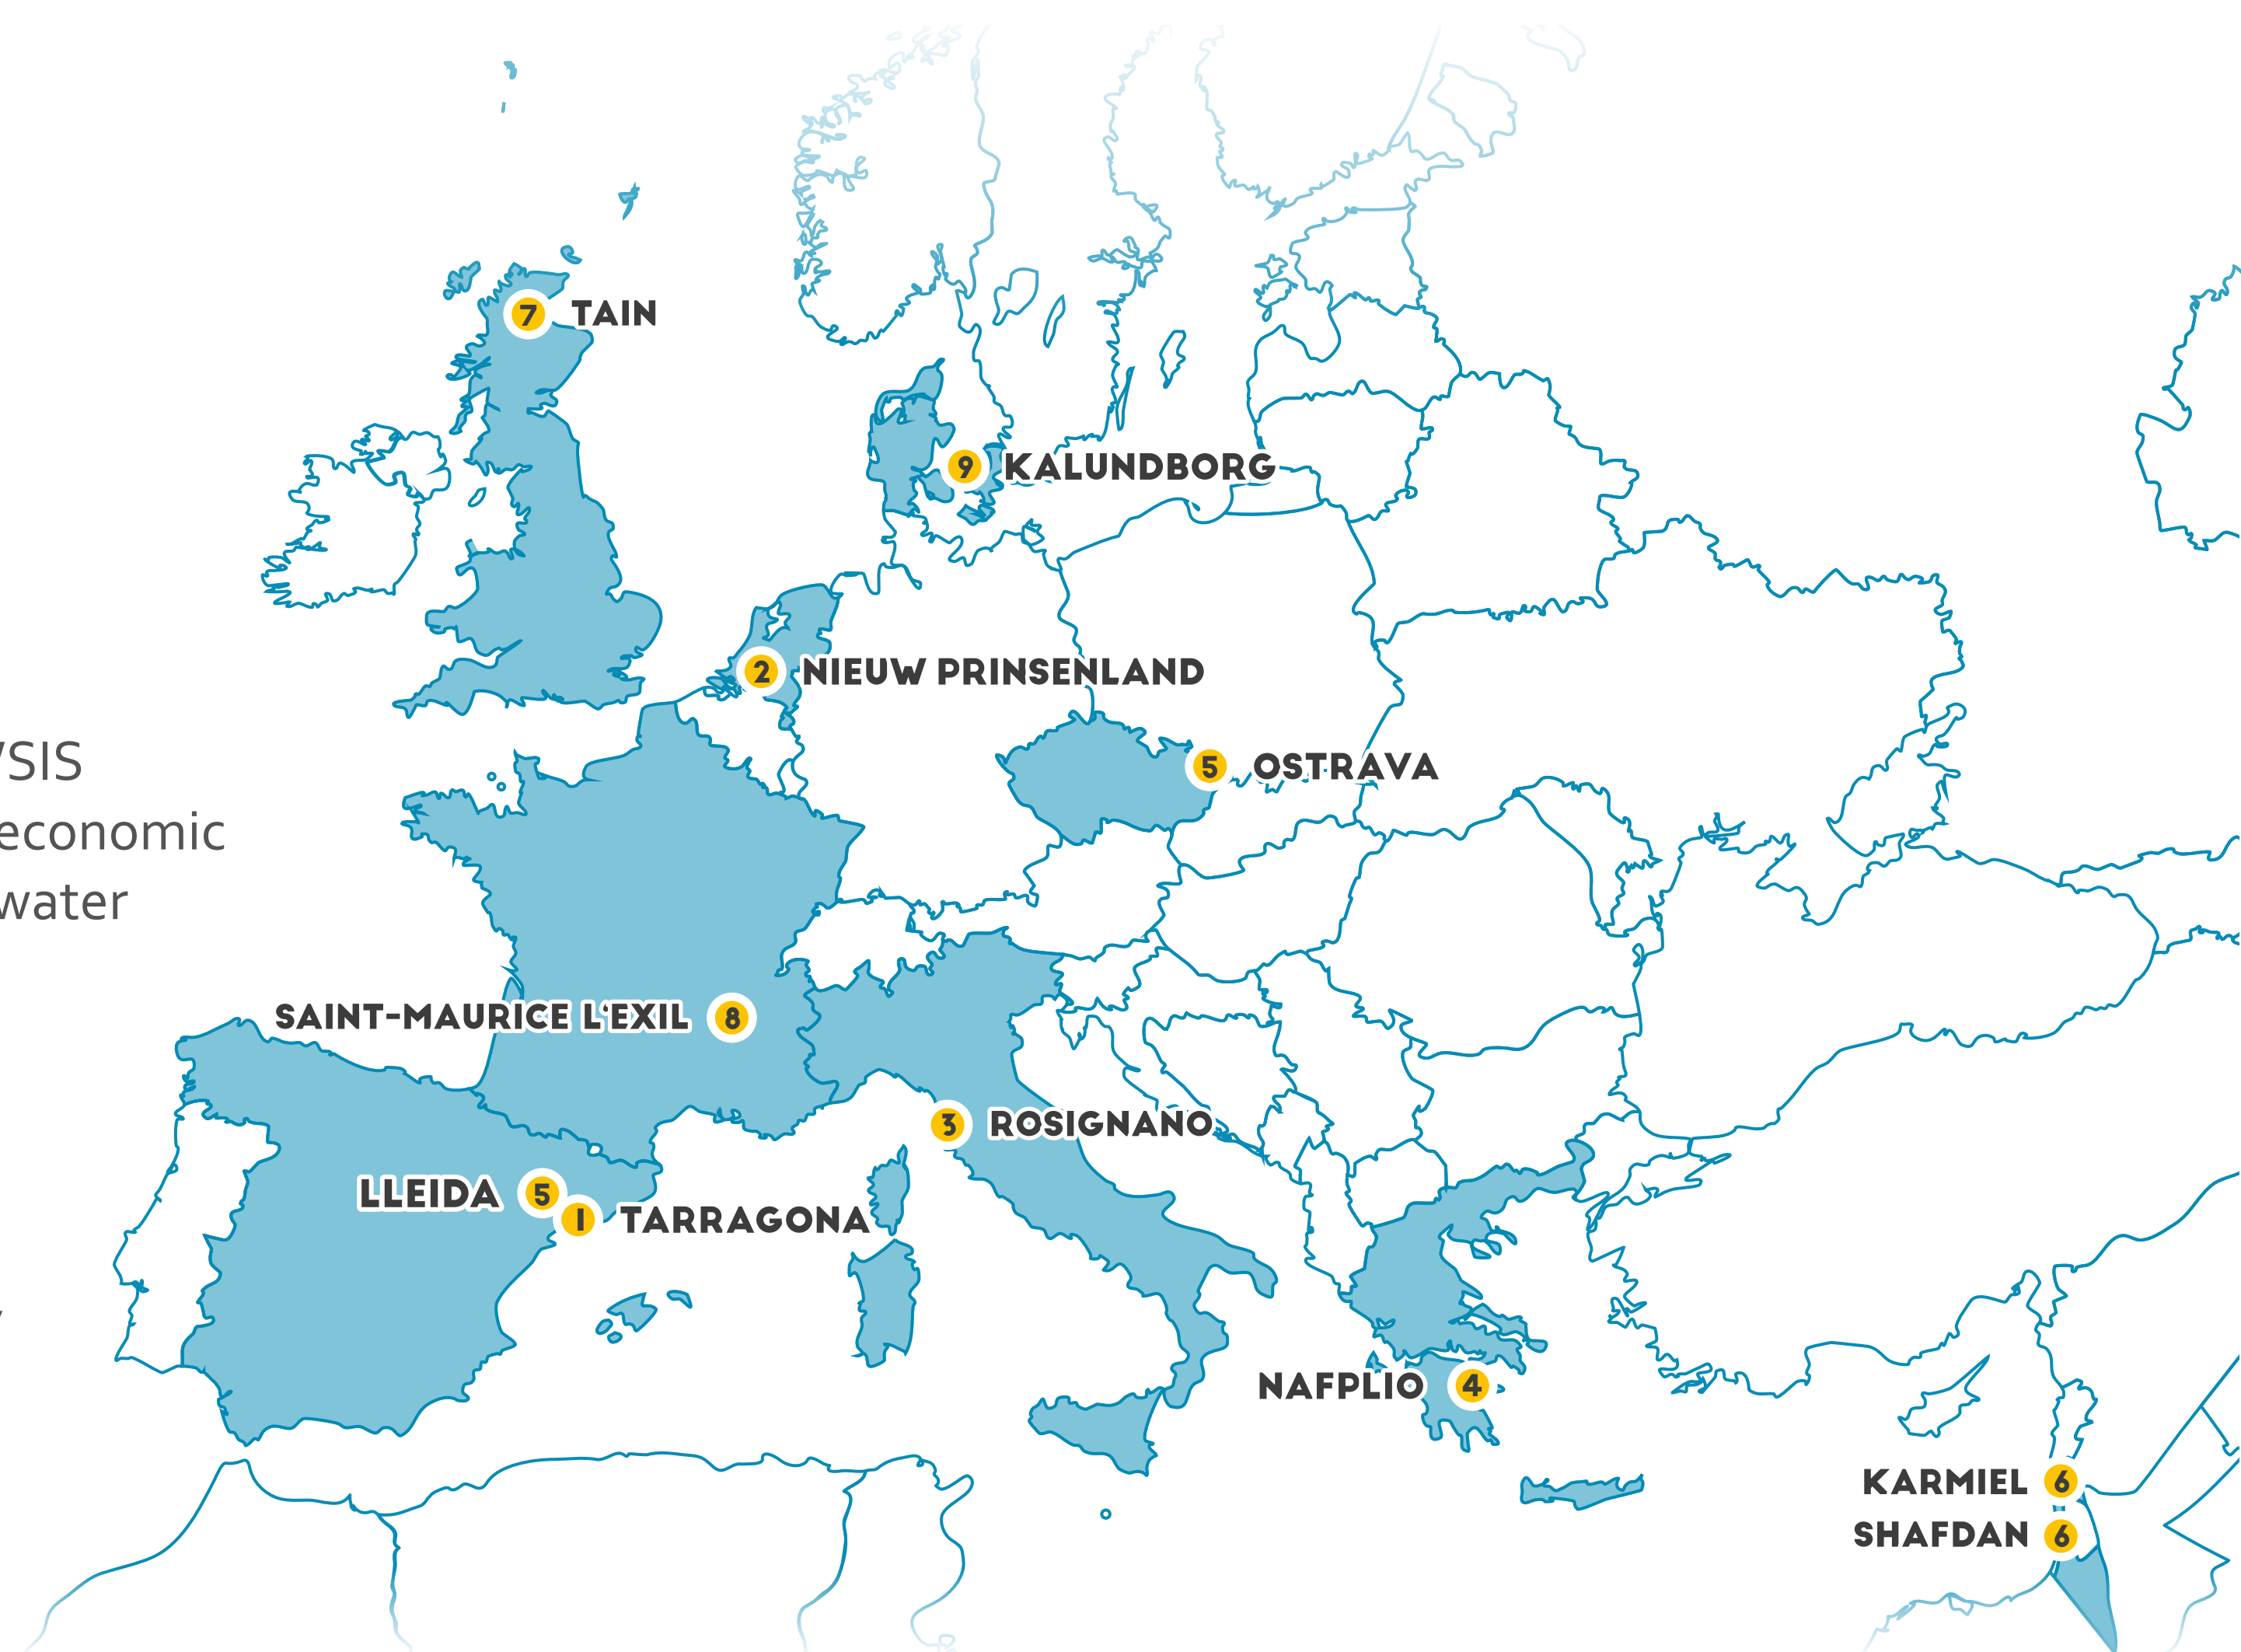 7 TAIN
9 KALUNDBORG
2 NIEUW PRINSENLAND
5 OSTRAVA
economic
water
SAINT-MAURICE L'EXIL 8
3 ROSIGNANO
LLEIDA 5
1 TARRAGONA
NAFPLIO 4
KARMIEL 6
SHAFDAN 6